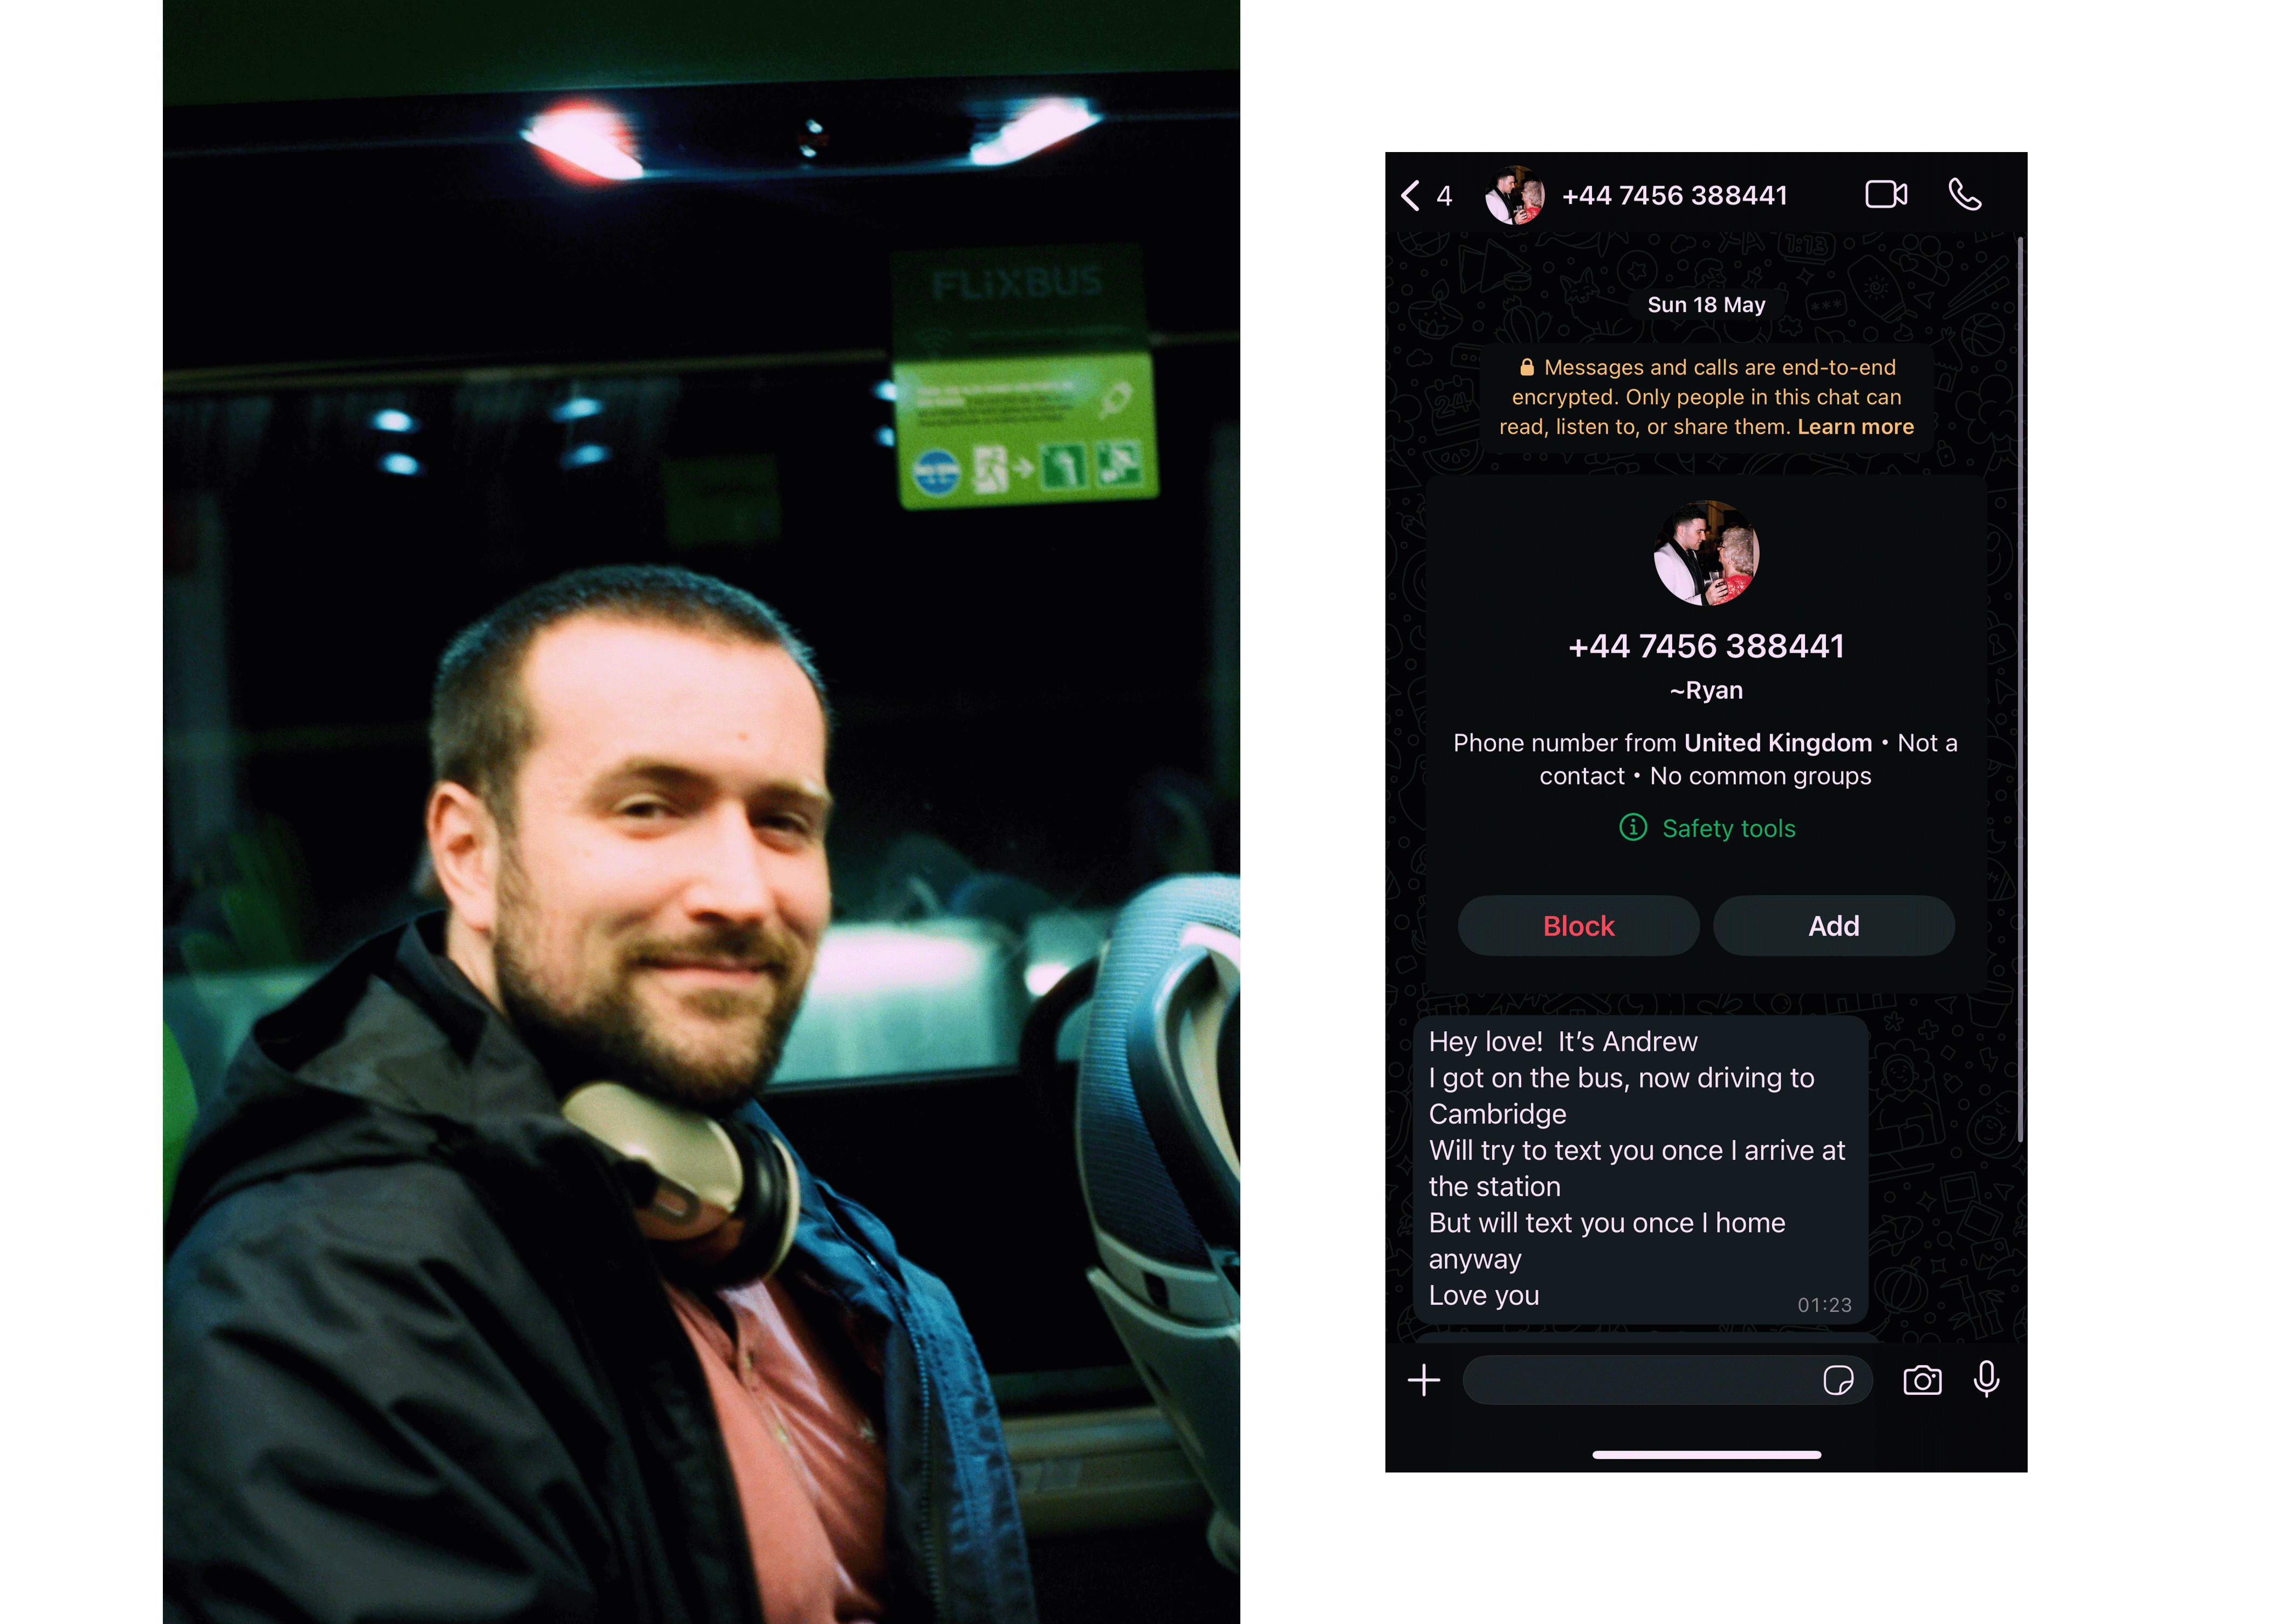 FLiXBUS
4
+44 7456 388441
Sun 18 May
Messages and calls are end-to-end
encrypted. Only people in this chat can
read, listen to, or share them. Learn more
+44 7456 388441
~Ryan
Phone number from United Kingdom • Not a
contact • No common groups
Safety tools
Block
Add
Hey love!  It’s Andrew
I got on the bus, now driving to
Cambridge
Will try to text you once I arrive at
the station
But will text you once I home
anyway
Love you
01:23